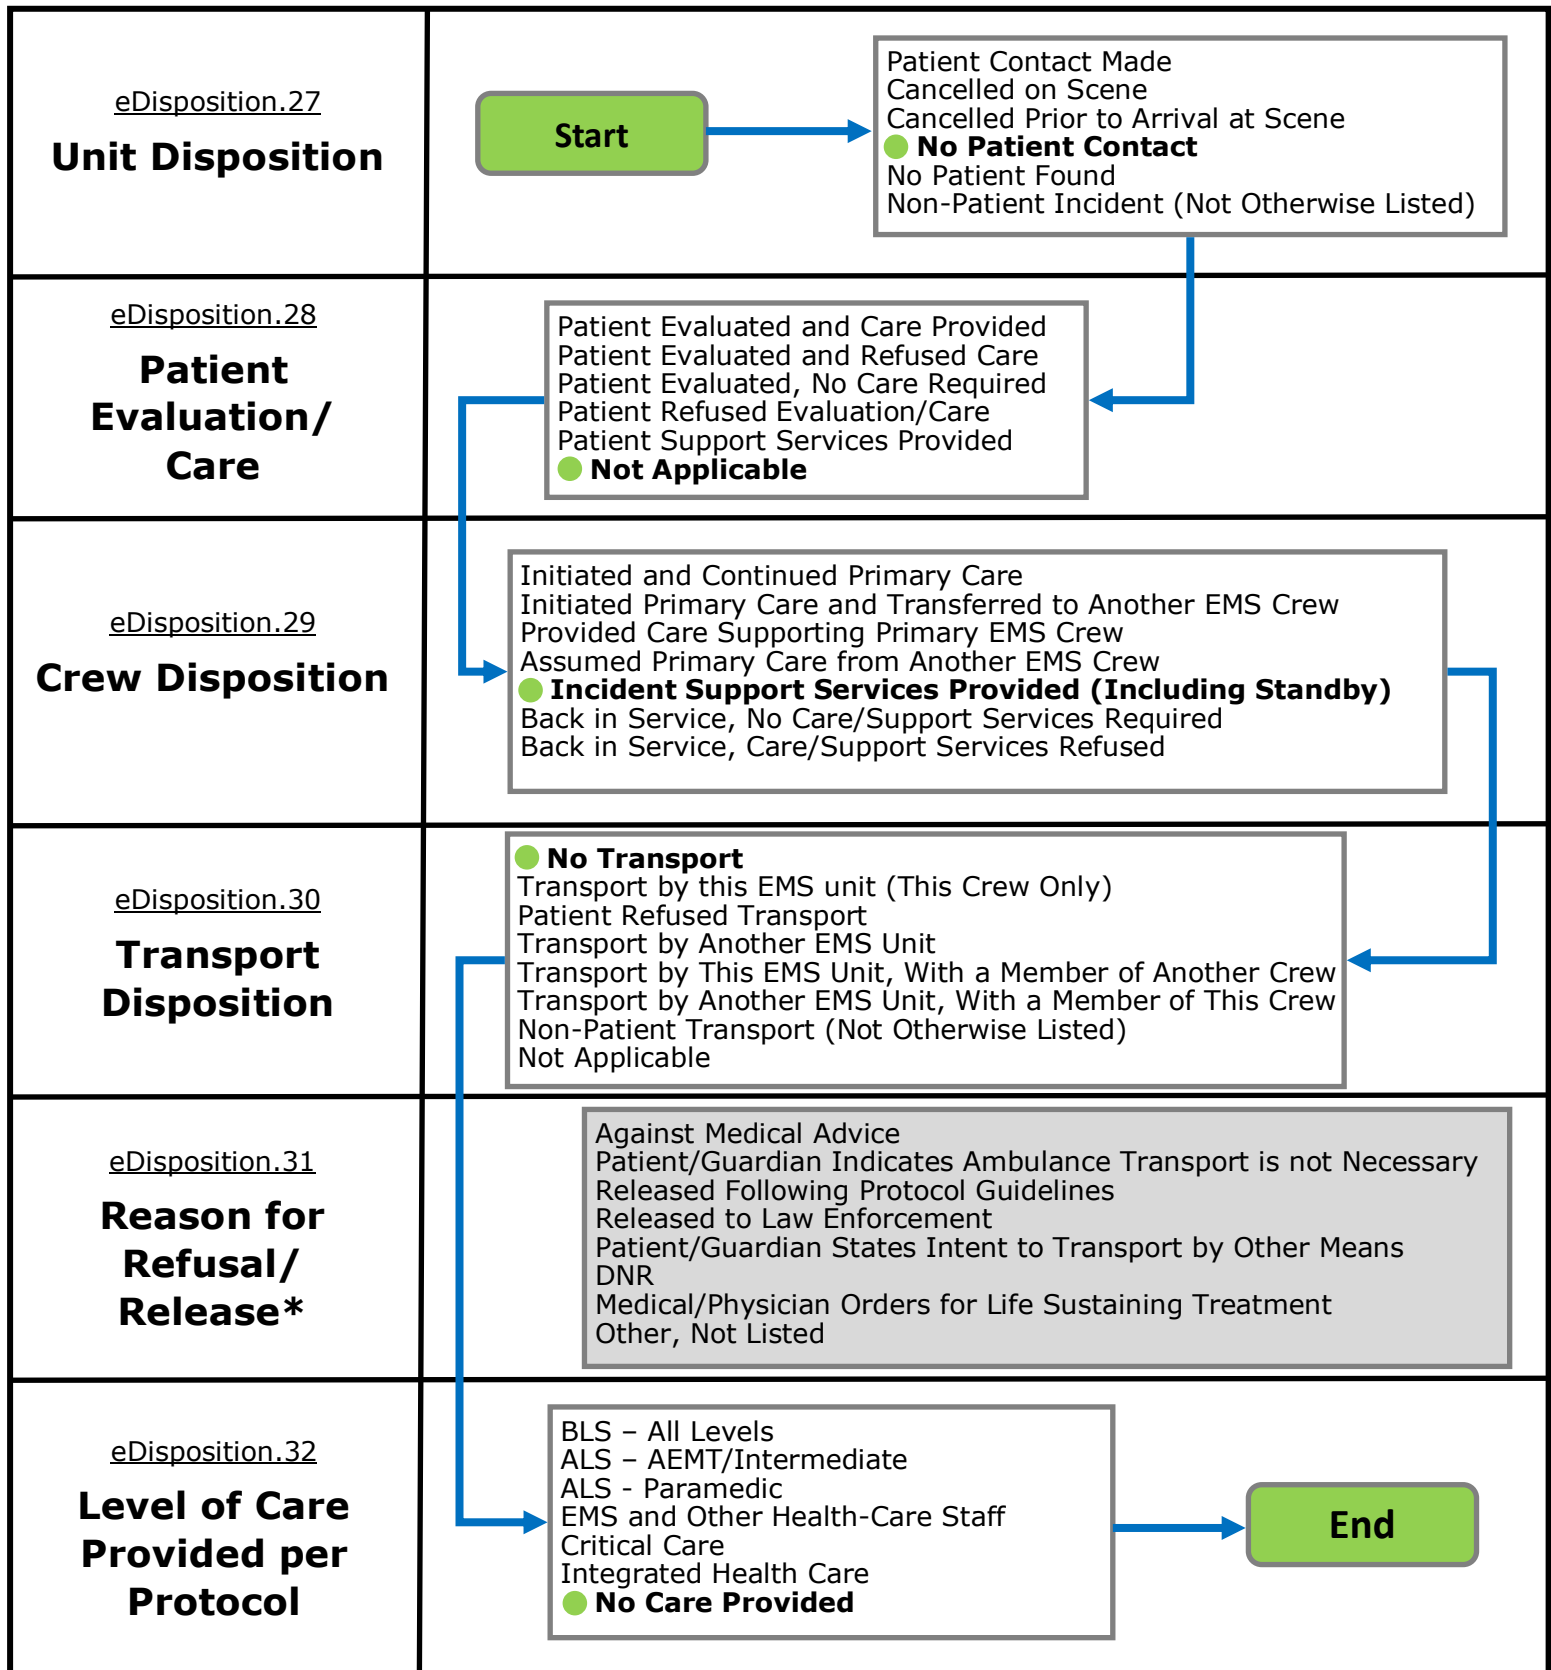 eDisposition.27
Unit Disposition
Start
Patient Contact Made
Cancelled on Scene
Cancelled Prior to Arrival at Scene
No Patient Contact
No Patient Found
Non-Patient Incident (Not Otherwise Listed)
eDisposition.28
Patient
Evaluation/
Care
Patient Evaluated and Care Provided
Patient Evaluated and Refused Care
Patient Evaluated, No Care Required
Patient Refused Evaluation/Care
Patient Support Services Provided
Not Applicable
eDisposition.29
Crew Disposition
Initiated and Continued Primary Care
Initiated Primary Care and Transferred to Another EMS Crew
Provided Care Supporting Primary EMS Crew
Assumed Primary Care from Another EMS Crew
Incident Support Services Provided (Including Standby)
Back in Service, No Care/Support Services Required
Back in Service, Care/Support Services Refused
eDisposition.30
Transport
Disposition
No Transport
Transport by this EMS unit (This Crew Only)
Patient Refused Transport
Transport by Another EMS Unit
Transport by This EMS Unit, With a Member of Another Crew
Transport by Another EMS Unit, With a Member of This Crew
Non-Patient Transport (Not Otherwise Listed)
Not Applicable
eDisposition.31
Reason for
Refusal/
Release*
Against Medical Advice
Patient/Guardian Indicates Ambulance Transport is not Necessary
Released Following Protocol Guidelines
Released to Law Enforcement
Patient/Guardian States Intent to Transport by Other Means
DNR
Medical/Physician Orders for Life Sustaining Treatment
Other, Not Listed
eDisposition.32
Level of Care
Provided per
Protocol
BLS – All Levels
ALS – AEMT/Intermediate
ALS - Paramedic
EMS and Other Health-Care Staff
Critical Care
Integrated Health Care
No Care Provided
End